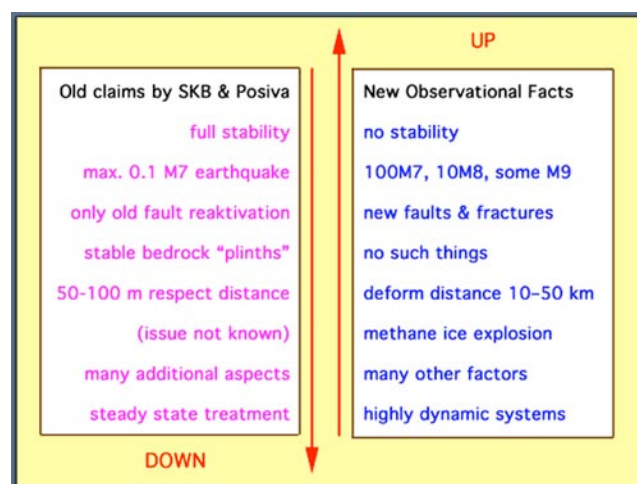 UP
Old claims by SKB & Posiva
full stability
max. 0.1 M7 earthquake
only old fault reaktivation
stable bedrock “plinths”
50-100 m respect distance
(issue not known)
many additional aspects
steady state treatment
DOWN
New Observational Facts
no stability
100M7, 10M8, some M9
new faults & fractures
no such things
deform distance 10–50 km
methane ice explosion
many other factors
highly dynamic systems